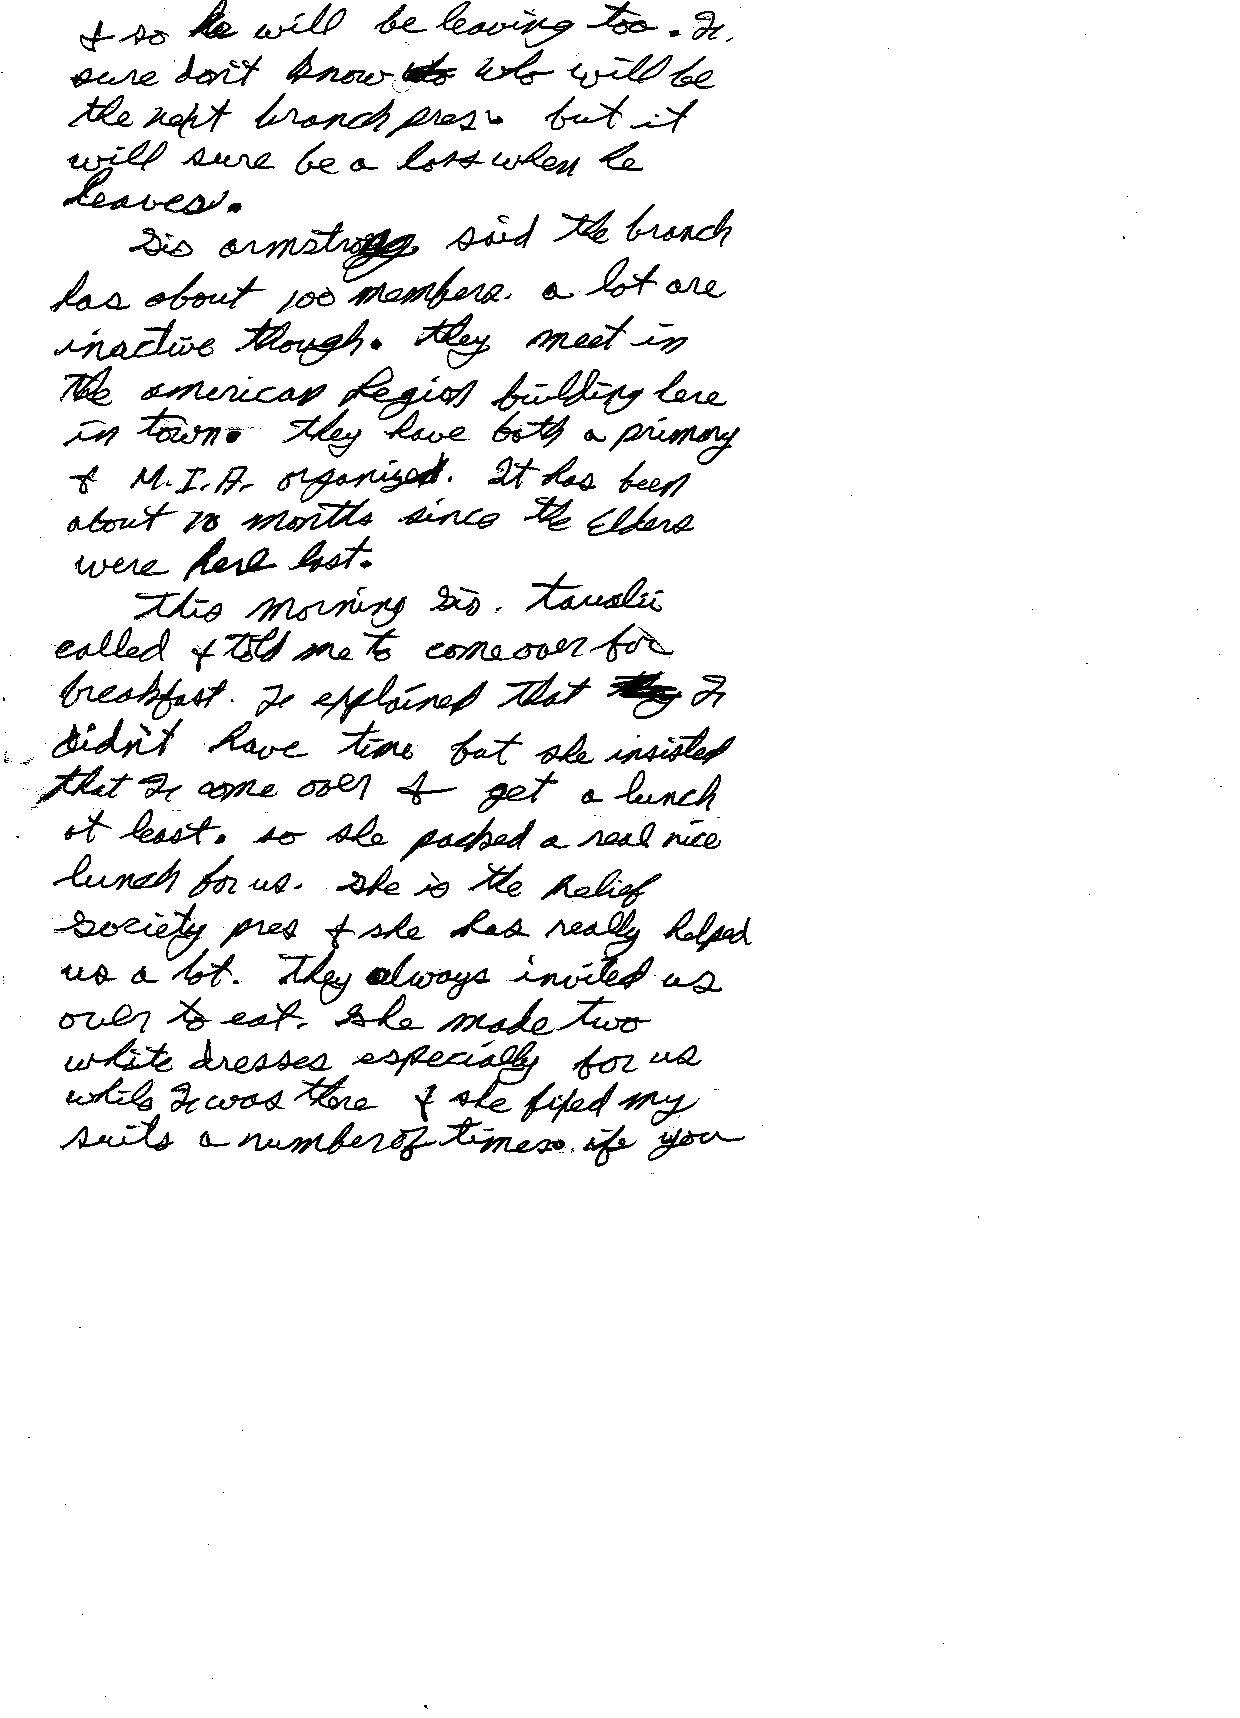 & so he will be leaving too. I
sure don't know who will be
the next branch pres. but it
will sure be a loss when he
leaves.
Sis armstrong said the branch
has about 100 members. a lot are
inactive though. they meet in
the american Legion building here
in town. they have both a primary
& M.I.A. organized. It has been
about 10 months since the Elders
were here last.
This morning Sis. Tavalii
called & told me to come over for
breakfast. I explained that I
didn't have time but she insisted
that I come over & get a lunch
at least. so she packed a real nice
lunch for us. She is the Relief
Society pres & she has really helped
us a lot. They always invited us
over to eat. She made two
white dresses especially for us
while I was there & she fixed my
suits a number of times. if you